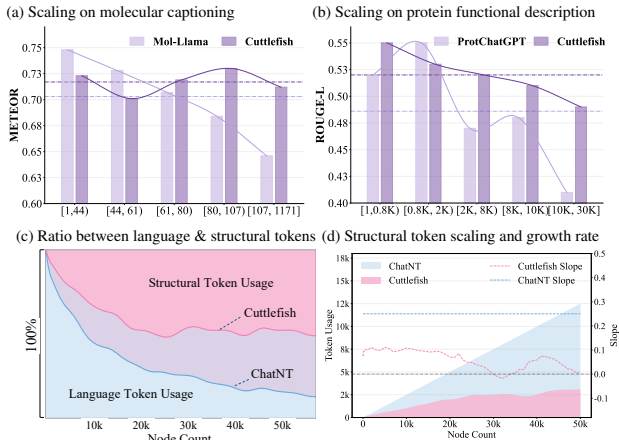 (a) Scaling on molecular captioning
Mol-Llama Cuttlefish
METEOR
0.75
0.73
0.70
0.68
0.65
0.63
0.60
[1,44) [44, 61) [61, 80) [80, 107) [107, 1171]
(b) Scaling on protein functional description
ProtChatGPT Cuttlefish
ROUGE-L
0.55
0.53
0.50
0.48
0.45
0.43
0.40
[1,0.8K) [0.8K, 2K) [2K, 8K) [8K, 10K) [10K, 30K]
(c) Ratio between language & structural tokens
100%
Structural Token Usage
Cuttlefish
ChatNT
Language Token Usage
10k 20k 30k 40k 50k
Node Count
(d) Structural token scaling and growth rate
ChatNT
Cuttlefish
Cuttlefish Slope
ChatNT Slope
Token Usage
18k
15k
12k
10k
8k
5k
2k
0
Slope
0.5
0.4
0.3
0.2
0.1
0.0
-0.1
0 10k 20k 30k 40k 50k
Node Count